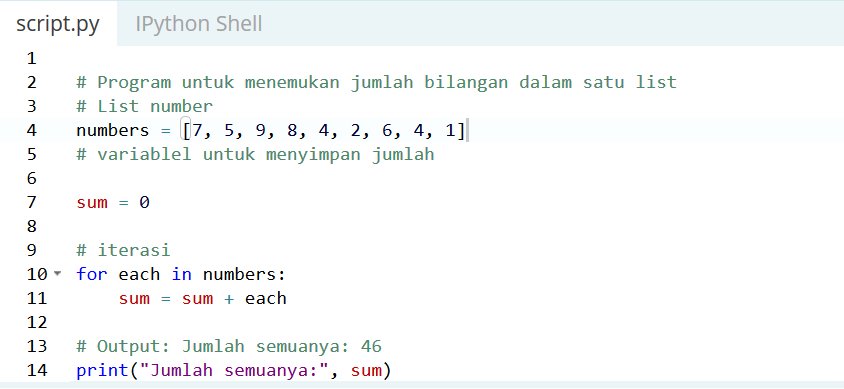 script.py IPython Shell
1
2 # Program untuk menemukan jumlah bilangan dalam satu list
3 # List number
4 numbers = [7, 5, 9, 8, 4, 2, 6, 4, 1]
5 # variablel untuk menyimpan jumlah
6
7 sum = 0
8
9 # iterasi
10 for each in numbers:
11     sum = sum + each
12
13 # Output: Jumlah semuanya: 46
14 print("Jumlah semuanya:", sum)